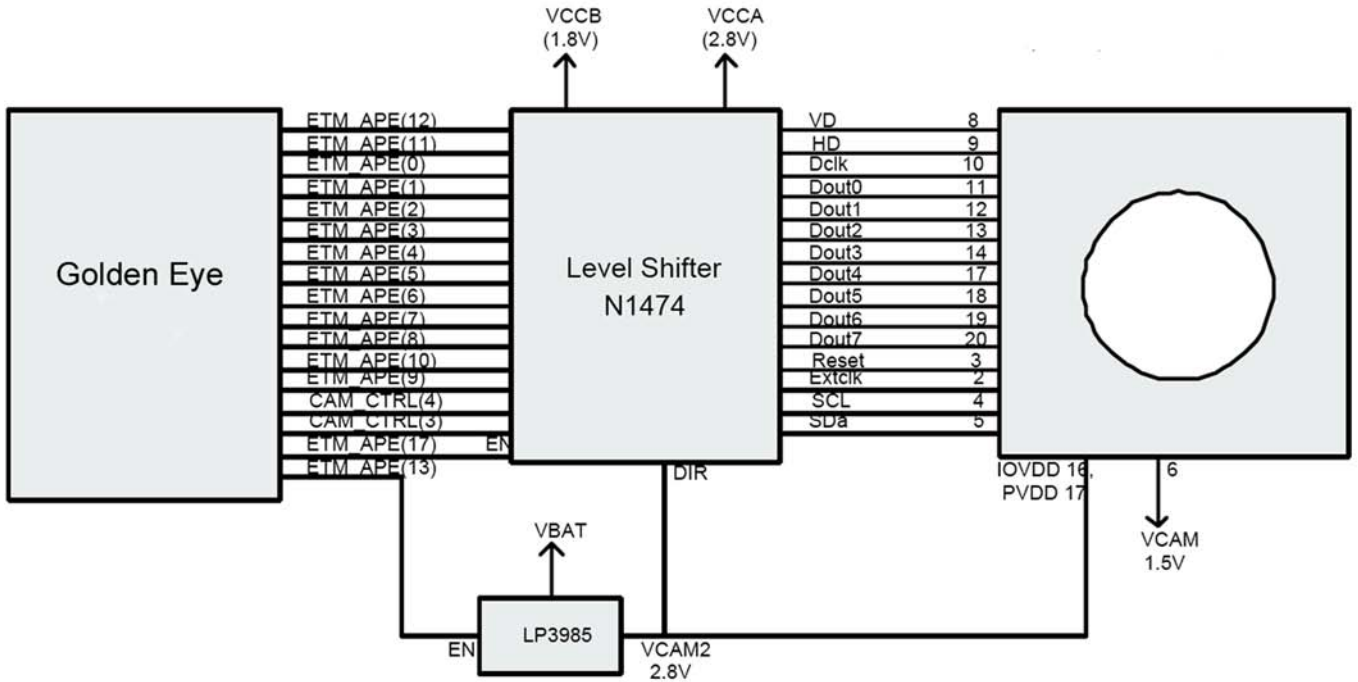 VCCB
(1.8V)
VCCA
(2.8V)
Golden Eye
ETM_APE(12)
ETM_APE(11)
ETM_APE(0)
ETM_APE(1)
ETM_APE(2)
ETM_APE(3)
ETM_APE(4)
ETM_APE(5)
ETM_APE(6)
ETM_APE(7)
ETM_APE(8)
ETM_APE(10)
ETM_APE(9)
CAM_CTRL(4)
CAM_CTRL(3)
ETM_APE(17) EN
ETM_APE(13)
Level Shifter
N1474
DIR
VD 8
HD 9
Dclk 10
Dout0 11
Dout1 12
Dout2 13
Dout3 14
Dout4 17
Dout5 18
Dout6 19
Dout7 20
Reset 3
Extclk 2
SCL 4
SDa 5
IOVDD 16,
PVDD 17
6
VCAM
1.5V
VBAT
EN
LP3985
VCAM2
2.8V